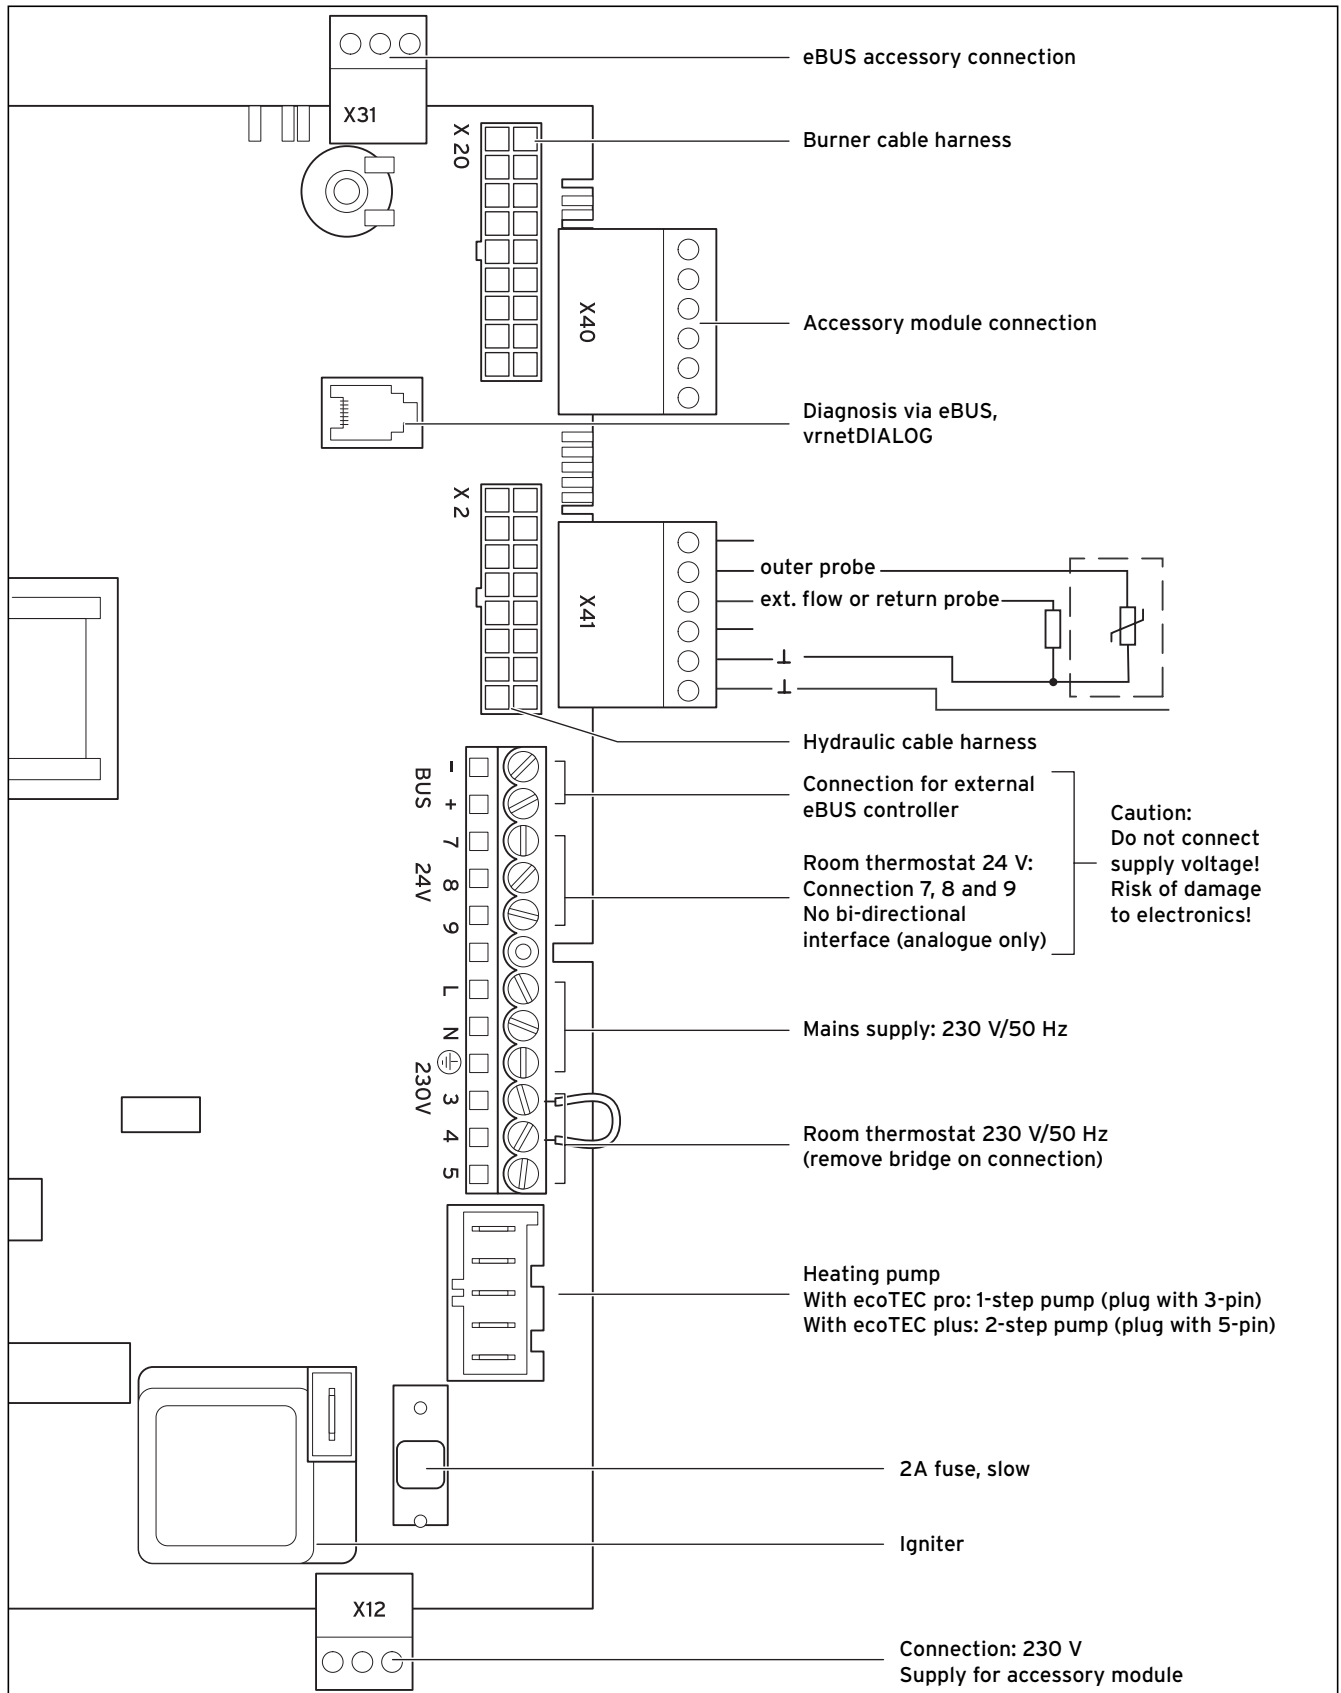 eBUS accessory connection
X31
Burner cable harness
X 20
X40
Accessory module connection
Diagnosis via eBUS,
vrnetDIALOG
X 2
X41
outer probe
ext. flow or return probe
Hydraulic cable harness
BUS
-
+
Connection for external
eBUS controller
24V
7
8
9
Room thermostat 24 V:
Connection 7, 8 and 9
No bi-directional
interface (analogue only)
Caution:
Do not connect
supply voltage!
Risk of damage
to electronics!
L
N
Mains supply: 230 V/50 Hz
230V
3
4
5
Room thermostat 230 V/50 Hz
(remove bridge on connection)
Heating pump
With ecoTEC pro: 1-step pump (plug with 3-pin)
With ecoTEC plus: 2-step pump (plug with 5-pin)
2A fuse, slow
Igniter
X12
Connection: 230 V
Supply for accessory module